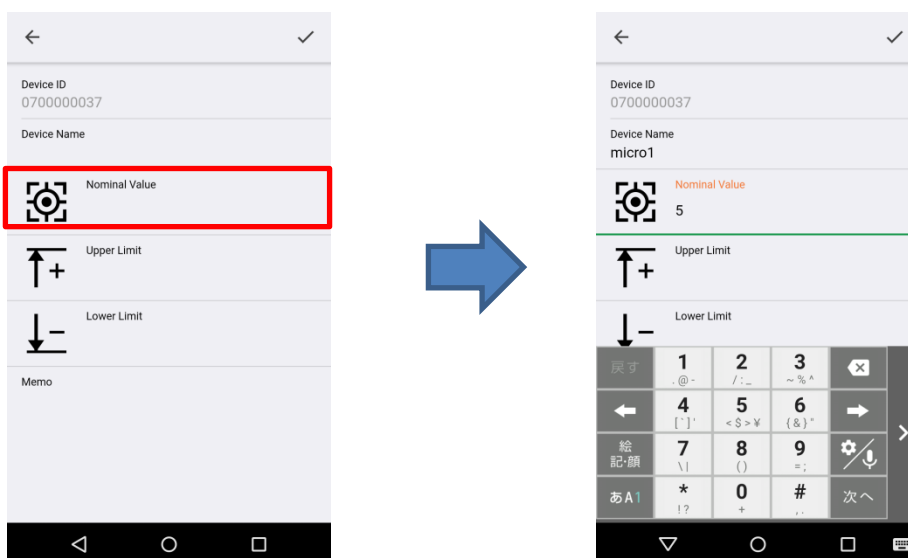 Device ID
0700000037
Device Name
Nominal Value
+
Upper Limit
−
Lower Limit
Memo
Device ID
0700000037
Device Name
micro1
Nominal Value
5
Upper Limit
+
Lower Limit
−
戻す 1 2 3
.@- /:_ ~%^
4 5 6
[`]' <$>¥ {&}"
絵記・顔 7 8 9
\| () =;
あA1 * 0 # 次へ
!? + ,.